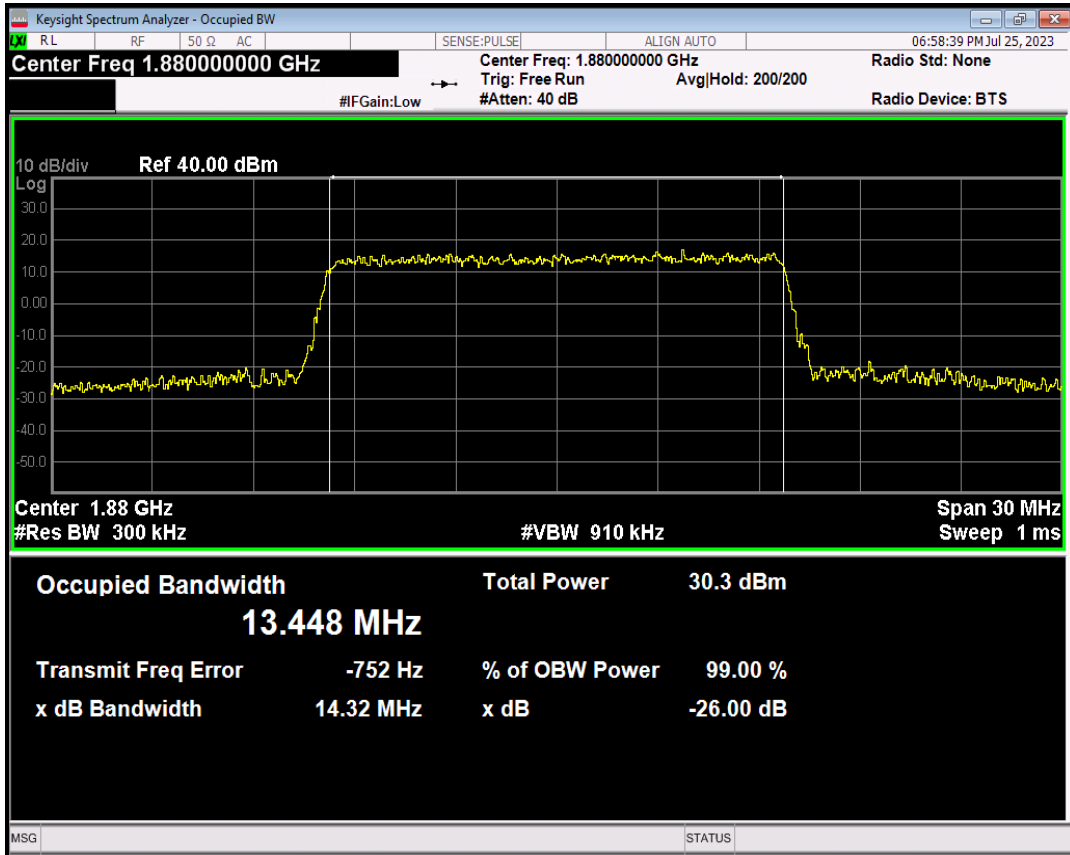 Keysight Spectrum Analyzer - Occupied BW
LXI RL RF 50 Ω AC SENSE:PULSE ALIGN AUTO 06:58:39 PM Jul 25, 2023
Center Freq 1.880000000 GHz Center Freq: 1.880000000 GHz Radio Std: None
Trig: Free Run Avg|Hold: 200/200
#IFGain:Low #Atten: 40 dB Radio Device: BTS
10 dB/div Ref 40.00 dBm
Log
30.0
20.0
10.0
0.00
-10.0
-20.0
-30.0
-40.0
-50.0
Center 1.88 GHz Span 30 MHz
#Res BW 300 kHz #VBW 910 kHz Sweep 1 ms
Occupied Bandwidth Total Power 30.3 dBm
13.448 MHz
Transmit Freq Error -752 Hz % of OBW Power 99.00 %
x dB Bandwidth 14.32 MHz x dB -26.00 dB
MSG STATUS